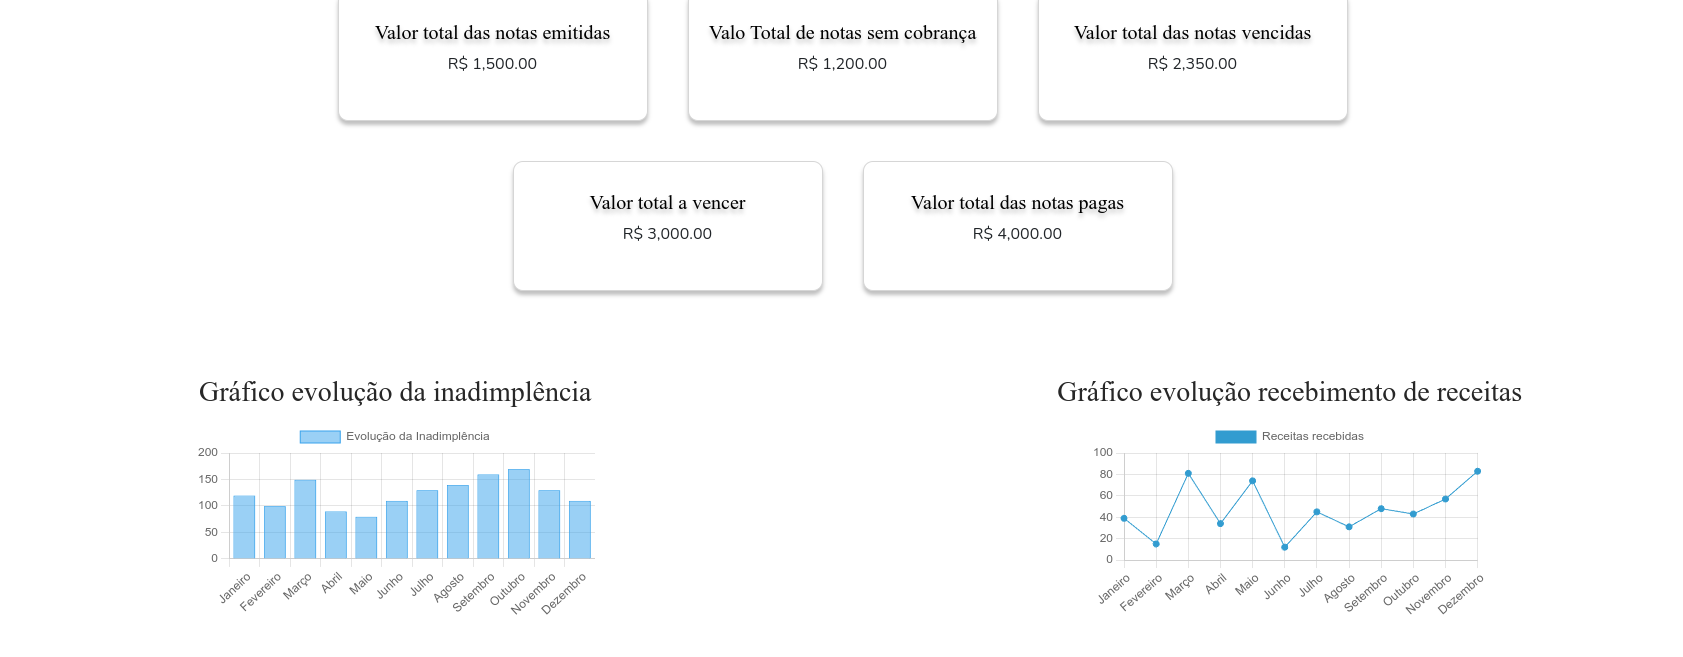 Valor total das notas emitidas
R$ 1,500.00
Valo Total de notas sem cobrança
R$ 1,200.00
Valor total das notas vencidas
R$ 2,350.00
Valor total a vencer
R$ 3,000.00
Valor total das notas pagas
R$ 4,000.00
Gráfico evolução da inadimplência
Evolução da Inadimplência
200
150
100
50
0
Janeiro
Fevereiro
Março
Abril
Maio
Junho
Julho
Agosto
Setembro
Outubro
Novembro
Dezembro
Gráfico evolução recebimento de receitas
Receitas recebidas
100
80
60
40
20
0
Janeiro
Fevereiro
Março
Abril
Maio
Junho
Julho
Agosto
Setembro
Outubro
Novembro
Dezembro